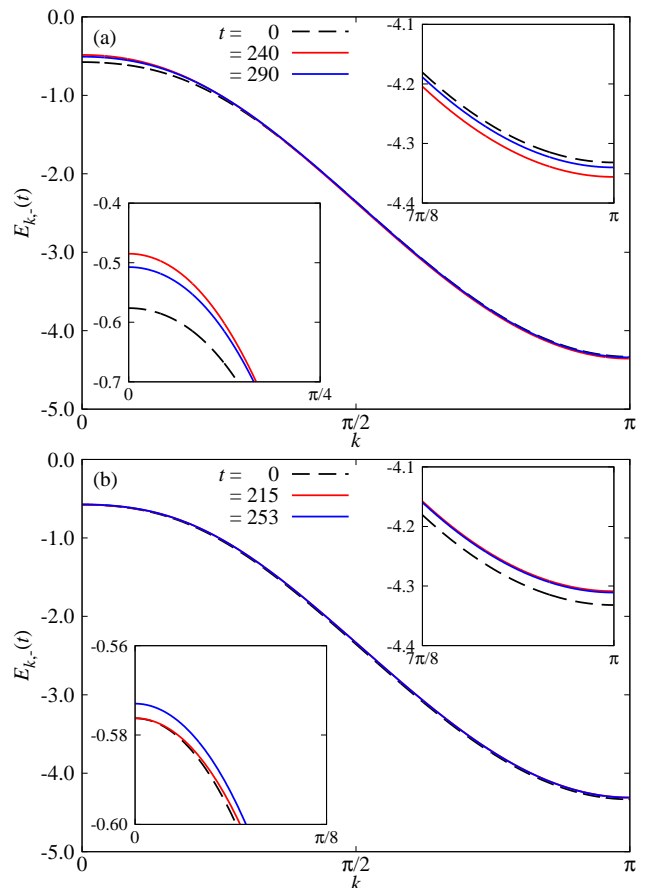 (a)
t = 0
= 240
= 290
0.0
-1.0
-2.0
-3.0
-4.0
-5.0
E_{k,-}(t)
0
π/2
π
k
-4.1
-4.2
-4.3
-4.4
7π/8
π
-0.4
-0.5
-0.6
-0.7
0
π/4
(b)
t = 0
= 215
= 253
0.0
-1.0
-2.0
-3.0
-4.0
-5.0
E_{k,-}(t)
0
π/2
π
k
-4.1
-4.2
-4.3
-4.4
7π/8
π
-0.56
-0.58
-0.60
0
π/8